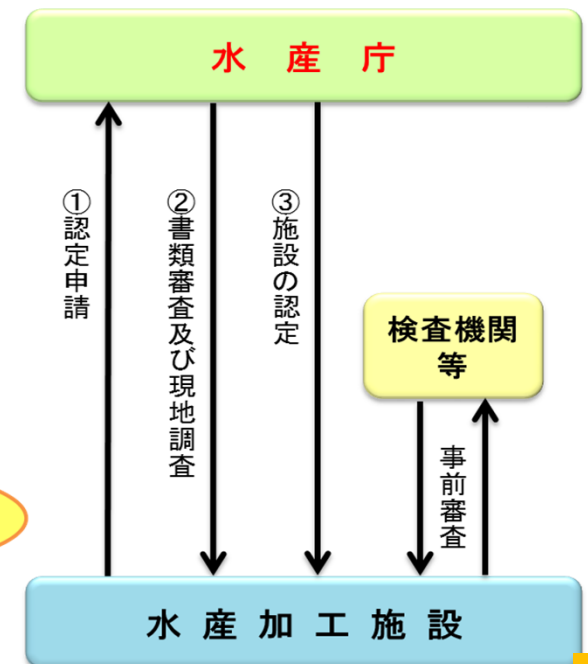 水産庁
①認定申請
②書類審査及び現地調査
③施設の認定
検査機関
等
事前審査
水産加工施設